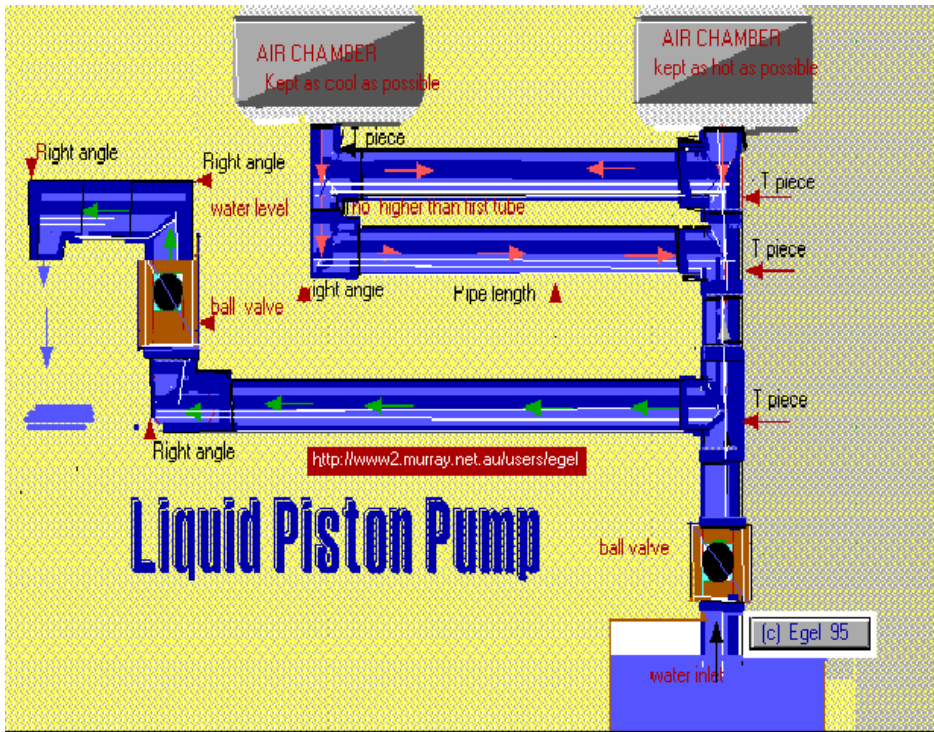 AIR CHAMBER
Kept as cool as possible
AIR CHAMBER
kept as hot as possible
T piece
Right angle
Right angle
T piece
water level
no higher than first tube
T piece
Right angle
Pipe length
ball valve
T piece
Right angle
http://www2.murray.net.au/users/egel
Liquid Piston Pump
ball valve
(c) Egel 95
water inlet